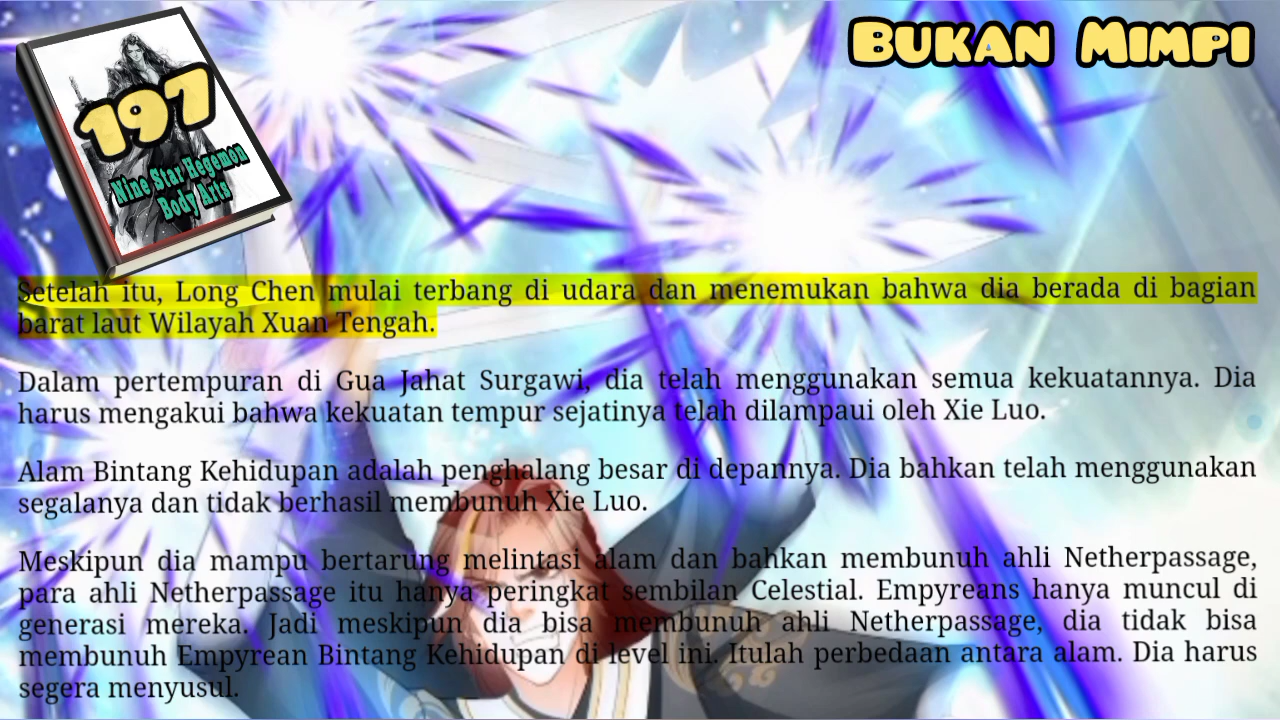 Bukan Mimpi
197
Nine Star Hegemon
Body Arts
Setelah itu, Long Chen mulai terbang di udara dan menemukan bahwa dia berada di bagian
barat laut Wilayah Xuan Tengah.
Dalam pertempuran di Gua Jahat Surgawi, dia telah menggunakan semua kekuatannya. Dia
harus mengakui bahwa kekuatan tempur sejatinya telah dilampaui oleh Xie Luo.
Alam Bintang Kehidupan adalah penghalang besar di depannya. Dia bahkan telah menggunakan
segalanya dan tidak berhasil membunuh Xie Luo.
Meskipun dia mampu bertarung melintasi alam dan bahkan membunuh ahli Netherpassage,
para ahli Netherpassage itu hanya peringkat sembilan Celestial. Empyreans hanya muncul di
generasi mereka. Jadi meskipun dia bisa membunuh ahli Netherpassage, dia tidak bisa
membunuh Empyrean Bintang Kehidupan di level ini. Itulah perbedaan antara alam. Dia harus
segera menyusul.